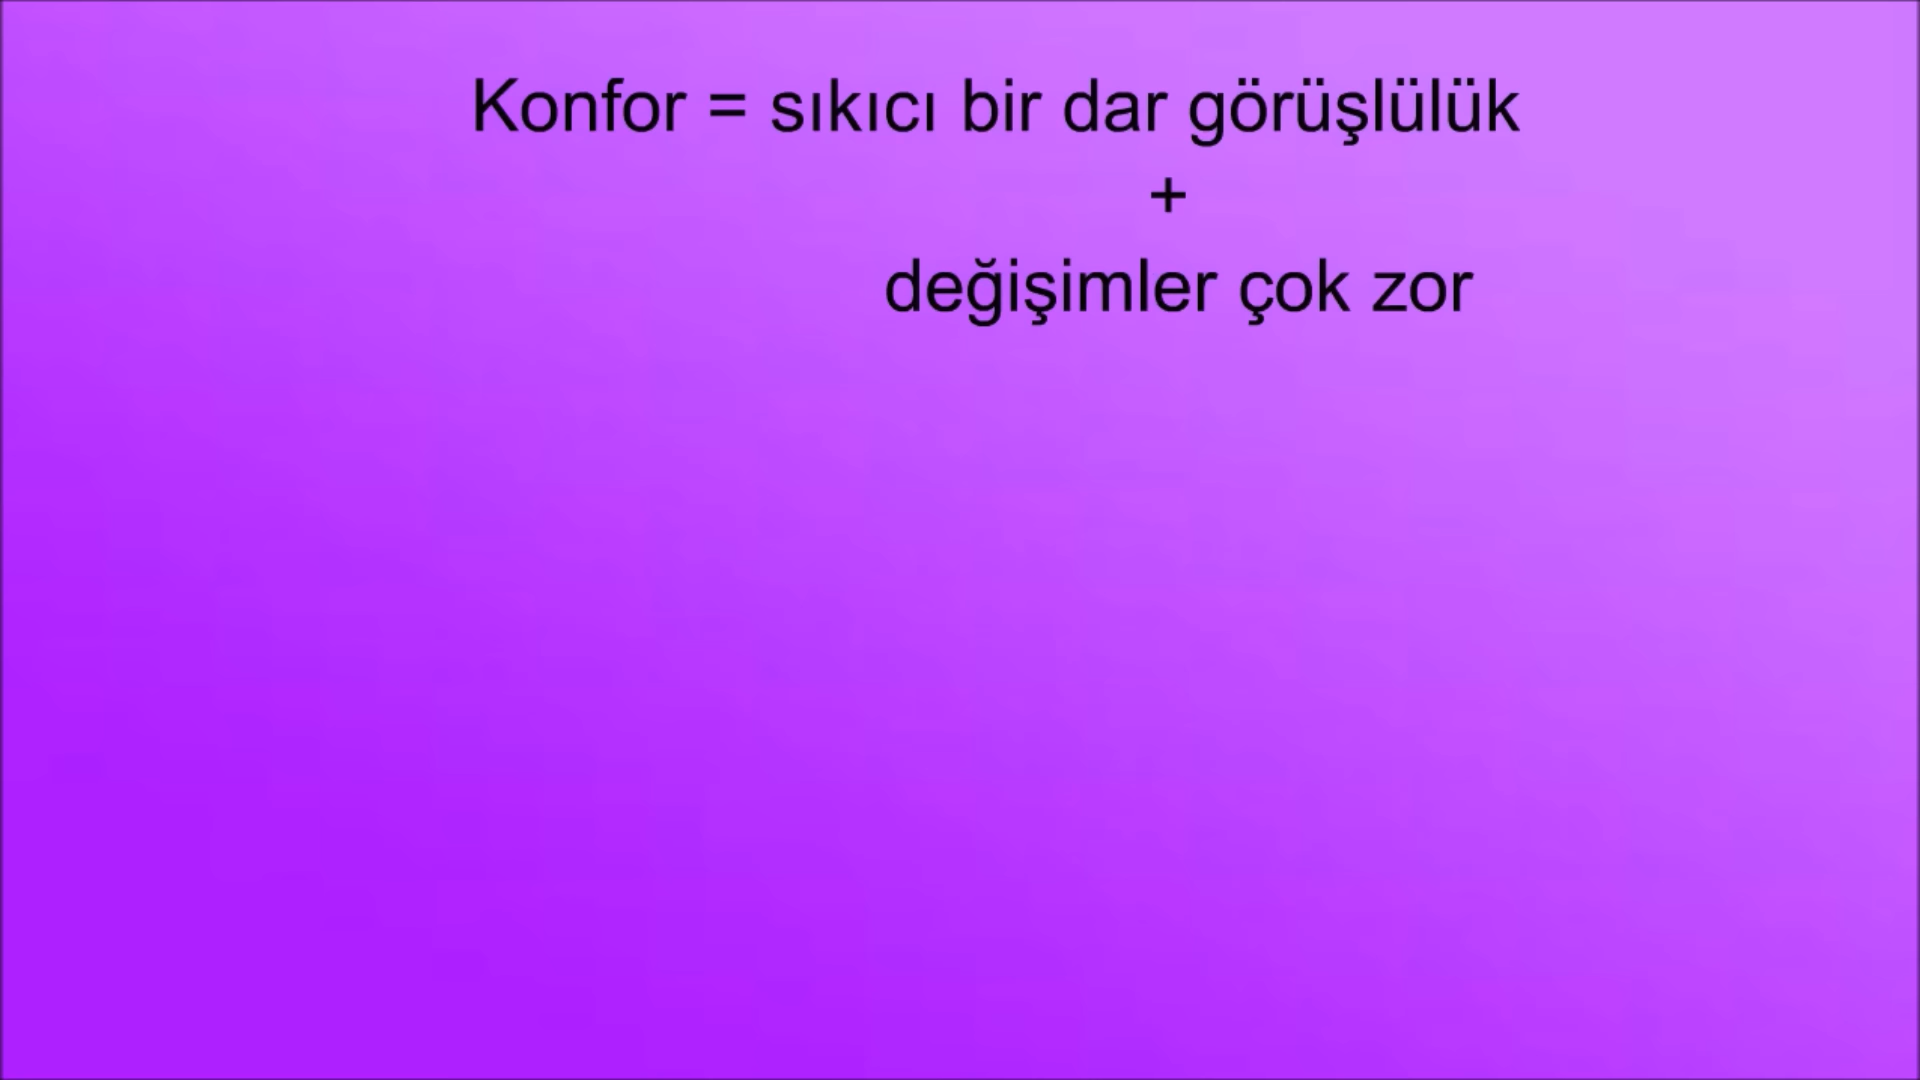 Konfor = sıkıcı bir dar görüşlülük
+
değişimler çok zor